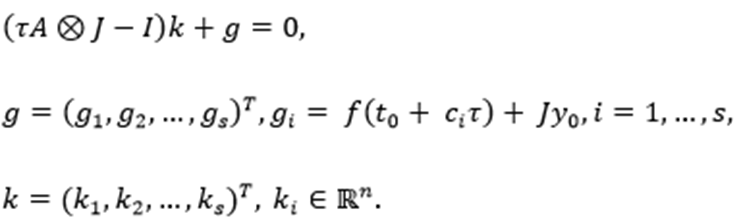 (τA ⊗ J − I)k + g = 0,
g = (g₁, g₂, …, gₛ)ᵀ, gᵢ = f(t₀ + cᵢτ) + Jy₀, i = 1, …, s,
k = (k₁, k₂, …, kₛ)ᵀ, kᵢ ∈ ℝⁿ.